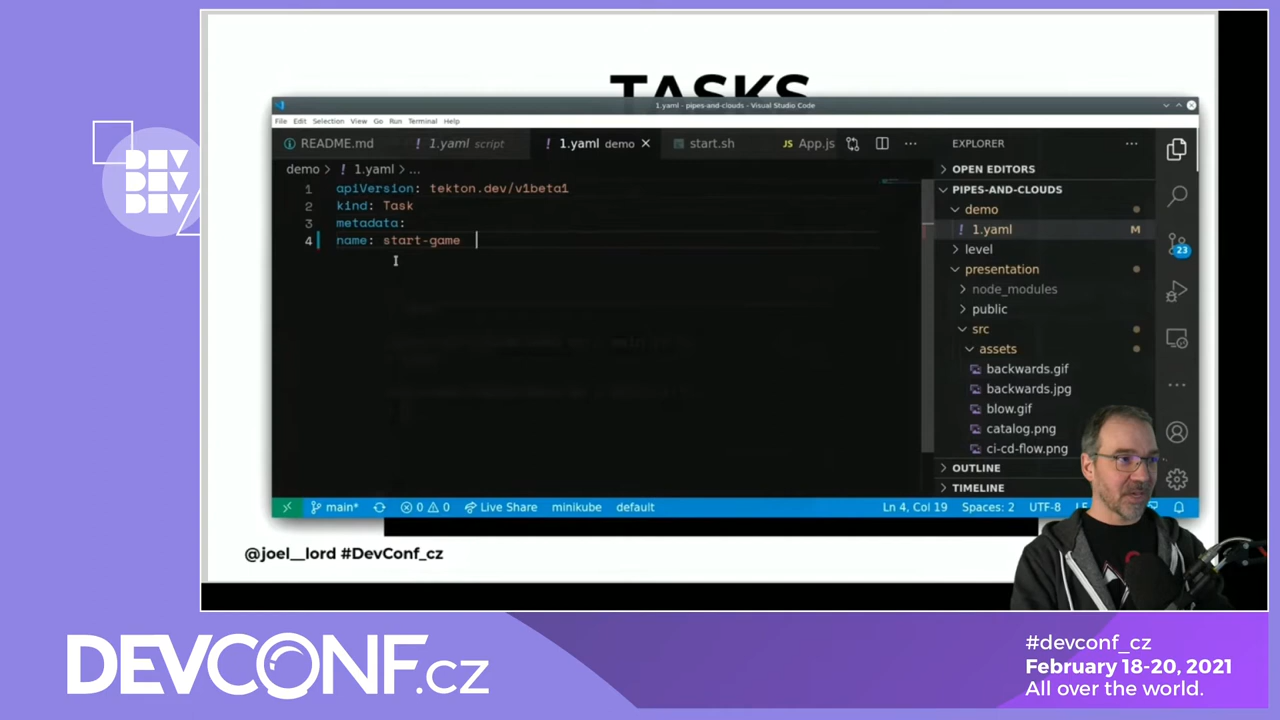 TASKS
1.yaml - pipes-and-clouds - Visual Studio Code
File Edit Selection View Go Run Terminal Help
README.md ! 1.yaml script ! 1.yaml demo × start.sh JS App.js ···
EXPLORER ···
demo > ! 1.yaml > ...
OPEN EDITORS
PIPES-AND-CLOUDS
1 apiVersion: tekton.dev/v1beta1
2 kind: Task
3 metadata:
4 name: start-game
demo
! 1.yaml M
level
presentation
node_modules
public
src
assets
backwards.gif
backwards.jpg
blow.gif
catalog.png
ci-cd-flow.png
OUTLINE
TIMELINE
23
main* 0 0 Live Share minikube default Ln 4, Col 19 Spaces: 2 UTF-8
@joel__lord #DevConf_cz
DEV
DEV
DEV
DEVCONF.cz
#devconf_cz
February 18-20, 2021
All over the world.